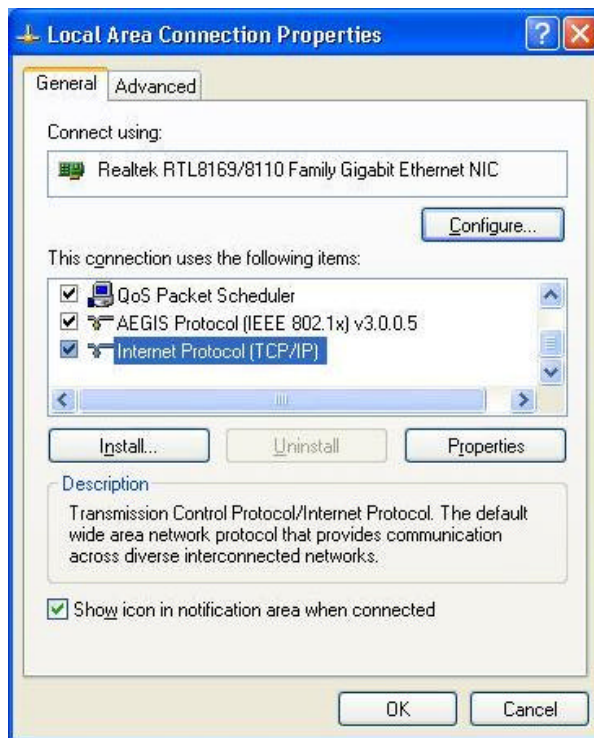 Local Area Connection Properties
General
Advanced
Connect using:
Realtek RTL8169/8110 Family Gigabit Ethernet NIC
Configure...
This connection uses the following items:
QoS Packet Scheduler
AEGIS Protocol (IEEE 802.1x) v3.0.0.5
Internet Protocol (TCP/IP)
Install...
Uninstall
Properties
Description
Transmission Control Protocol/Internet Protocol. The default
wide area network protocol that provides communication
across diverse interconnected networks.
Show icon in notification area when connected
OK
Cancel